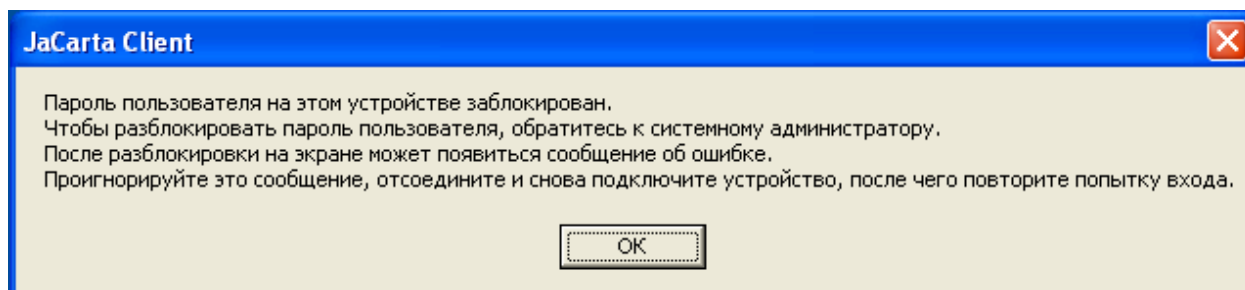 JaCarta Client
Пароль пользователя на этом устройстве заблокирован.
Чтобы разблокировать пароль пользователя, обратитесь к системному администратору.
После разблокировки на экране может появиться сообщение об ошибке.
Проигнорируйте это сообщение, отсоедините и снова подключите устройство, после чего повторите попытку входа.
ОК